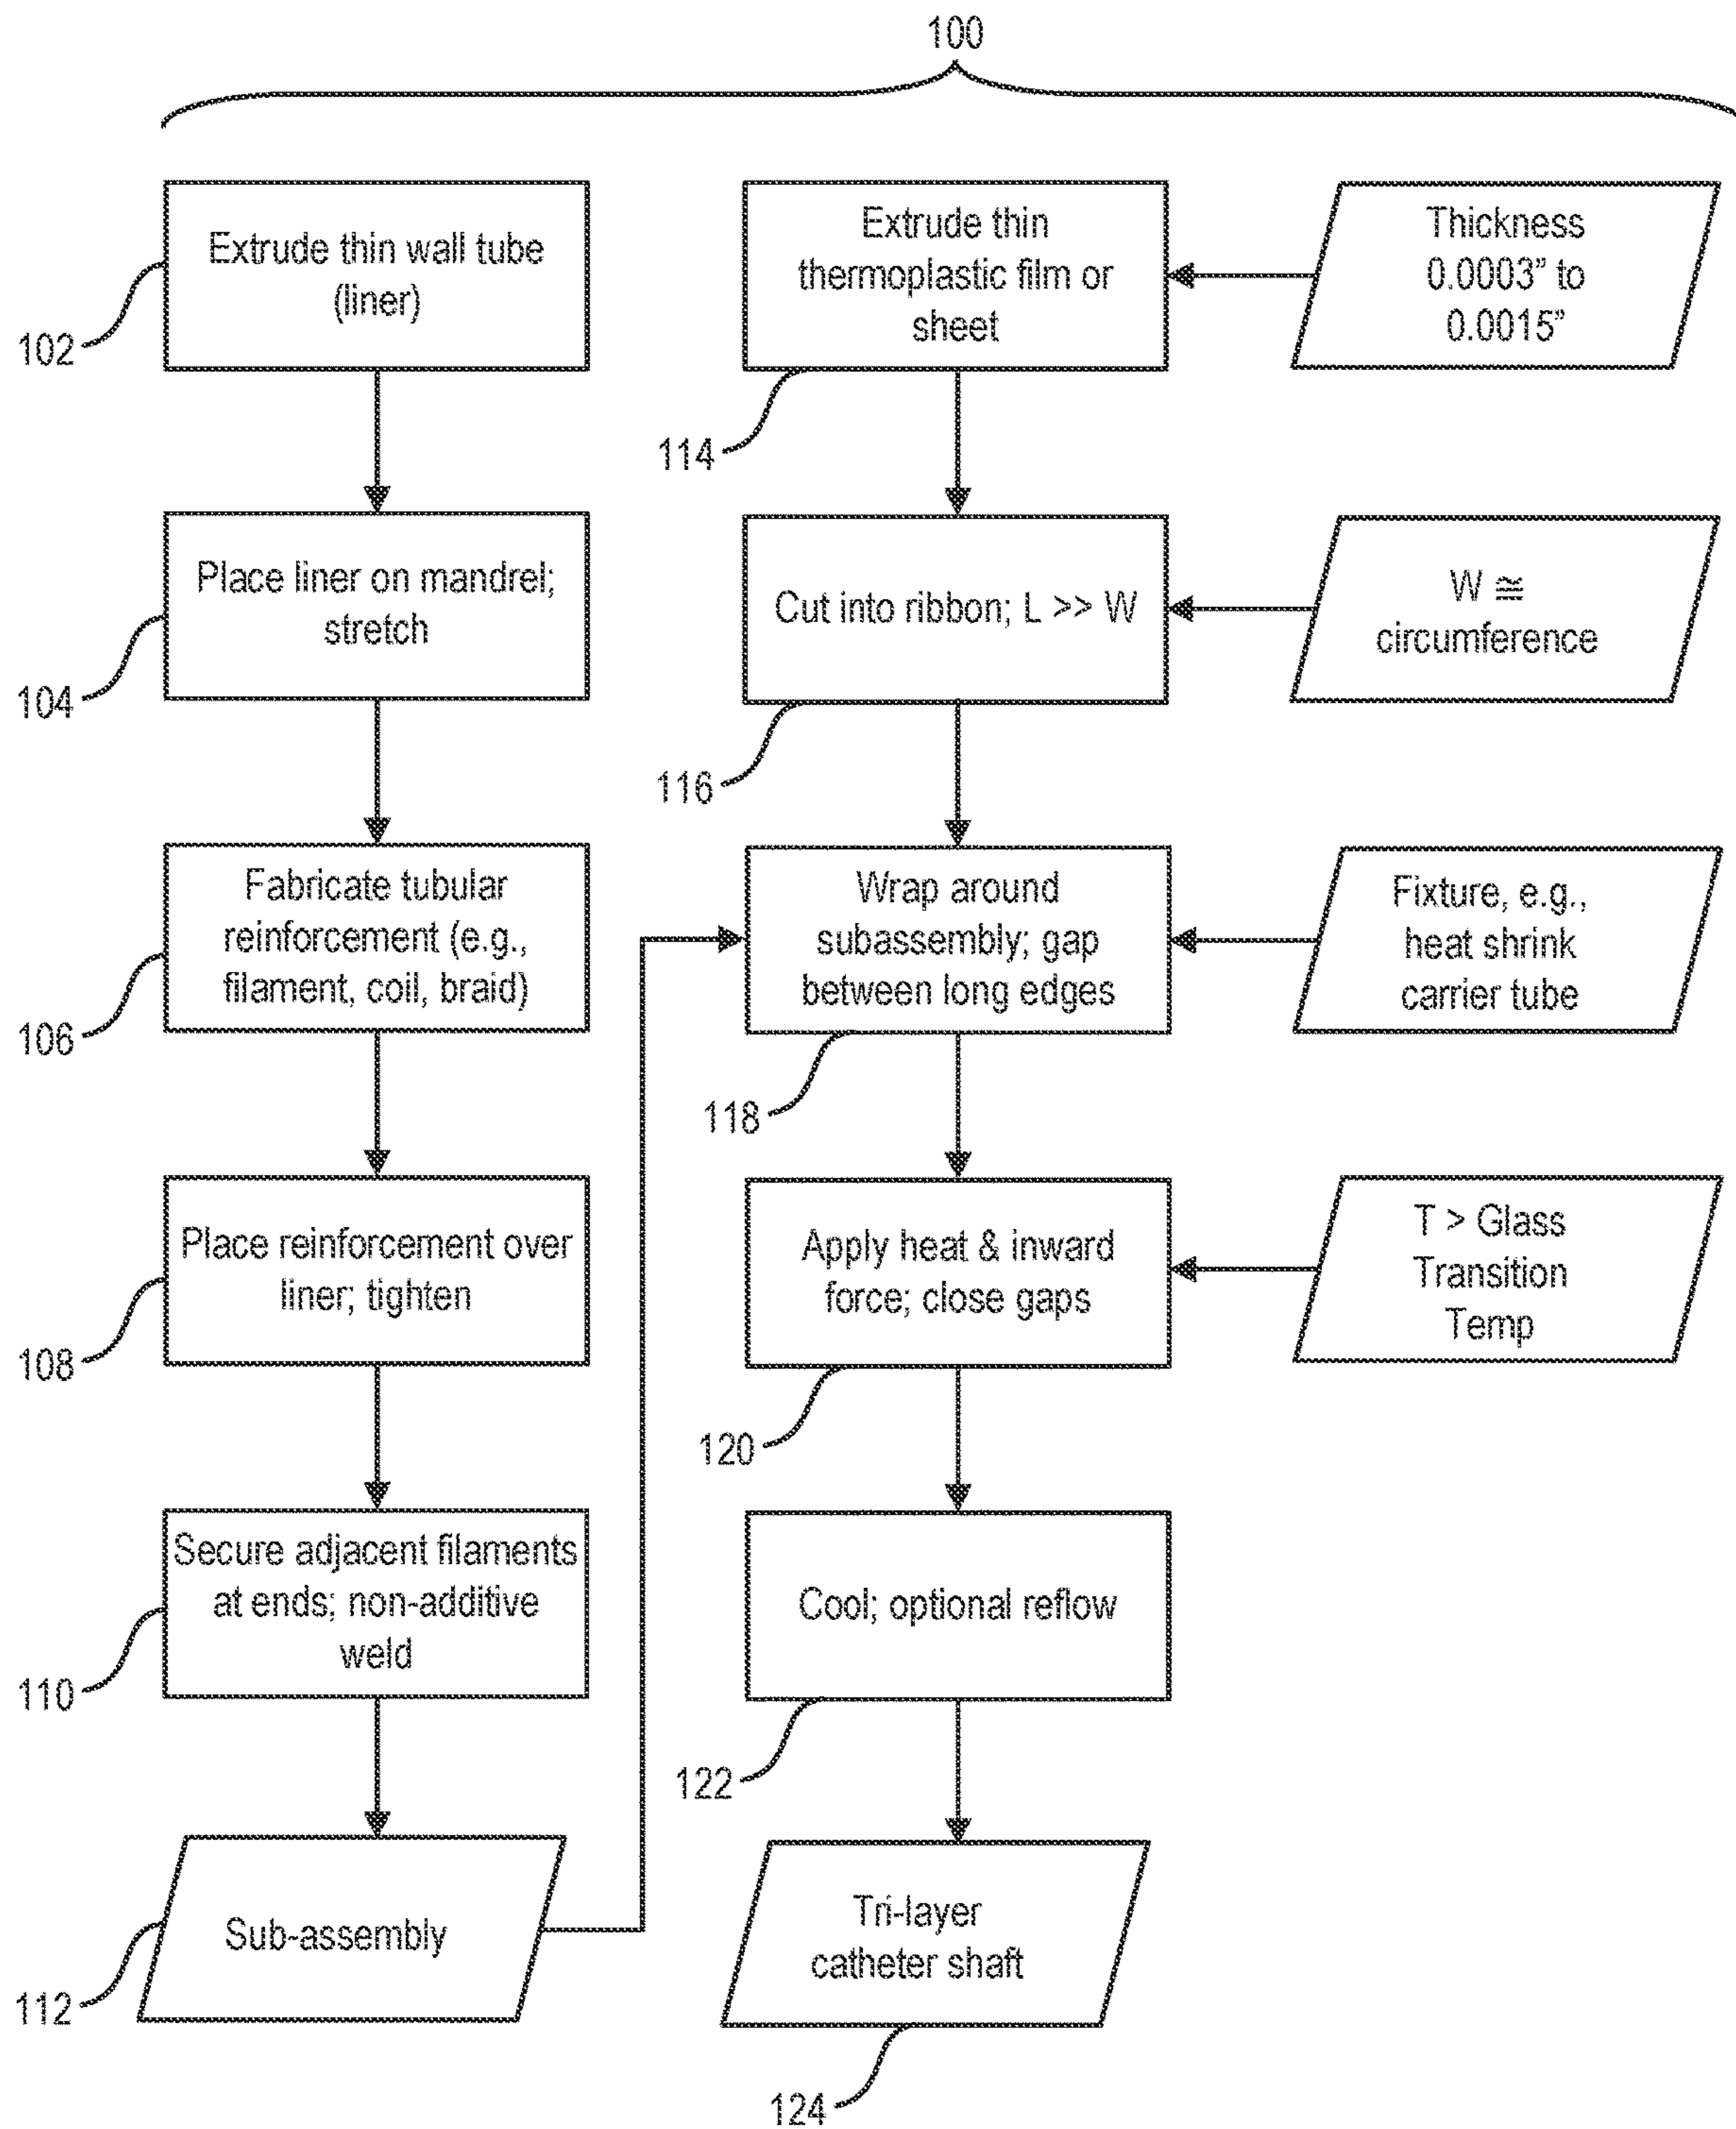 100
Extrude thin wall tube
(liner)
102
Place liner on mandrel;
stretch
104
Fabricate tubular
reinforcement (e.g.,
filament, coil, braid)
106
Place reinforcement over
liner; tighten
108
Secure adjacent filaments
at ends; non-additive
weld
110
Sub-assembly
112
Extrude thin
thermoplastic film or
sheet
114
Cut into ribbon; L >> W
116
Wrap around
subassembly; gap
between long edges
118
Apply heat & inward
force; close gaps
120
Cool; optional reflow
122
Tri-layer
catheter shaft
124
Thickness
0.0003” to
0.0015”
W ≅
circumference
Fixture, e.g.,
heat shrink
carrier tube
T > Glass
Transition
Temp